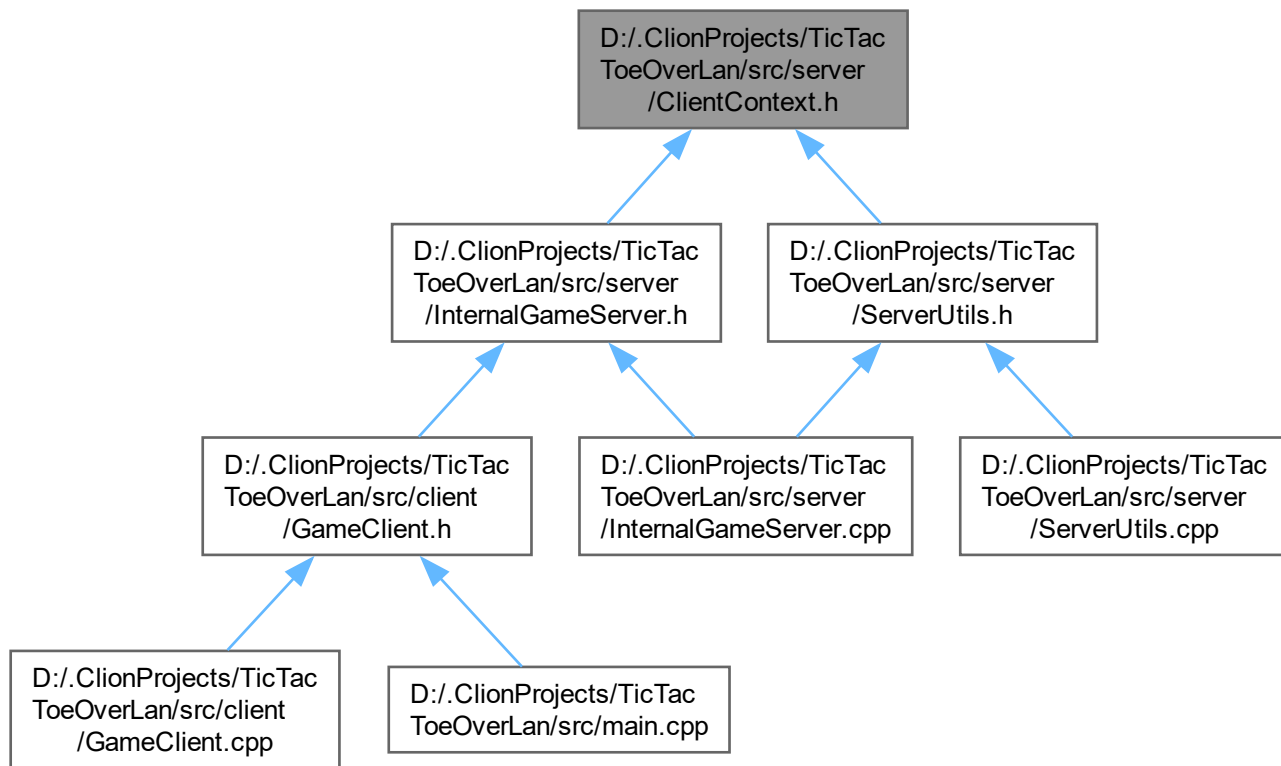 D:/.ClionProjects/TicTac
ToeOverLan/src/server
/ClientContext.h
D:/.ClionProjects/TicTac
ToeOverLan/src/server
/InternalGameServer.h
D:/.ClionProjects/TicTac
ToeOverLan/src/server
/ServerUtils.h
D:/.ClionProjects/TicTac
ToeOverLan/src/client
/GameClient.h
D:/.ClionProjects/TicTac
ToeOverLan/src/server
/InternalGameServer.cpp
D:/.ClionProjects/TicTac
ToeOverLan/src/server
/ServerUtils.cpp
D:/.ClionProjects/TicTac
ToeOverLan/src/client
/GameClient.cpp
D:/.ClionProjects/TicTac
ToeOverLan/src/main.cpp